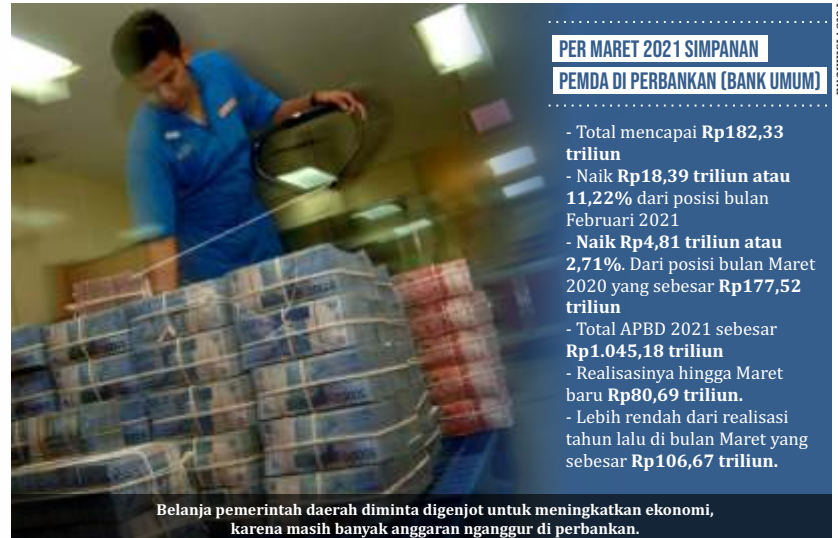 PER MARET 2021 SIMPANAN
PEMDA DI PERBANKAN (BANK UMUM)
- Total mencapai Rp182,33
triliun
- Naik Rp18,39 triliun atau
11,22% dari posisi bulan
Februari 2021
- Naik Rp4,81 triliun atau
2,71%. Dari posisi bulan Maret
2020 yang sebesar Rp177,52
triliun
- Total APBD 2021 sebesar
Rp1.045,18 triliun
- Realisasinya hingga Maret
baru Rp80,69 triliun.
- Lebih rendah dari realisasi
tahun lalu di bulan Maret yang
sebesar Rp106,67 triliun.
Belanja pemerintah daerah diminta digenjot untuk meningkatkan ekonomi,
karena masih banyak anggaran nganggur di perbankan.